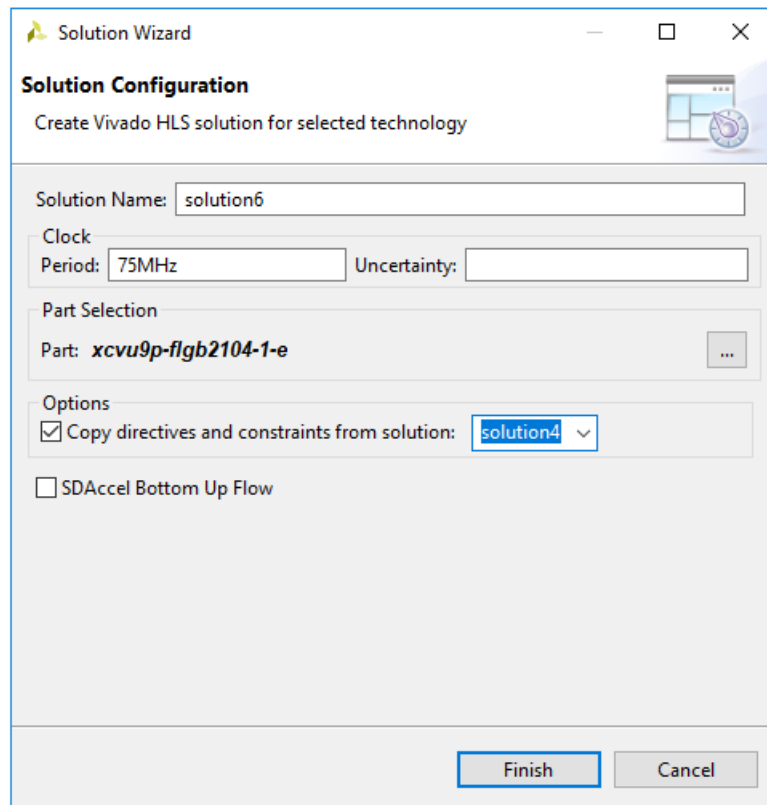 Solution Wizard
Solution Configuration
Create Vivado HLS solution for selected technology
Solution Name: solution6
Clock
Period: 75MHz Uncertainty:
Part Selection
Part: xcvu9p-flgb2104-1-e ...
Options
Copy directives and constraints from solution: solution4
SDAccel Bottom Up Flow
Finish Cancel